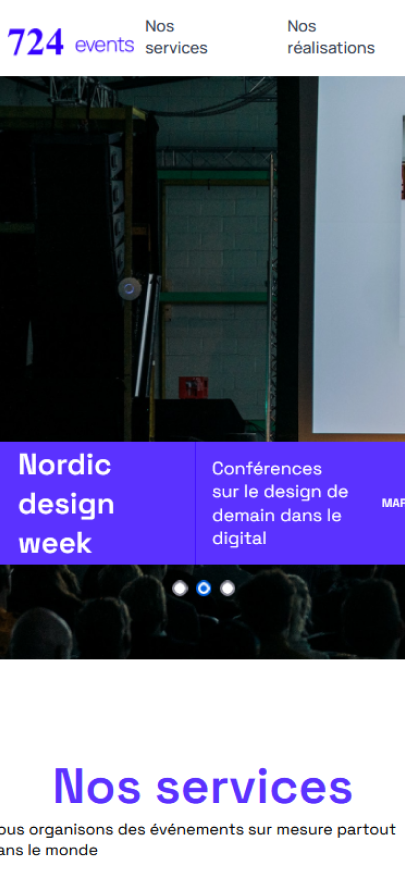 724 events
Nos
services
Nos
réalisations
Nordic
design
week
Conférences
sur le design de
demain dans le
digital
MAR
Nos services
ous organisons des événements sur mesure partout
ans le monde